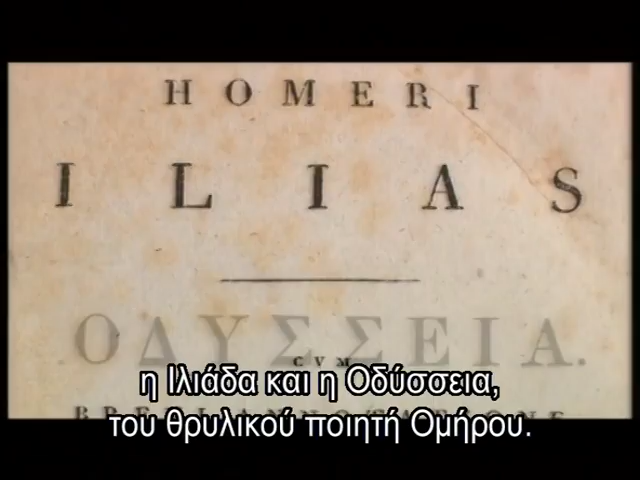 HOMERI
ILIAS
ΟΔΥΣΣΕΙΑ.
CVM
η Ιλιάδα και η Οδύσσεια,
του θρυλικού ποιητή Ομήρου.